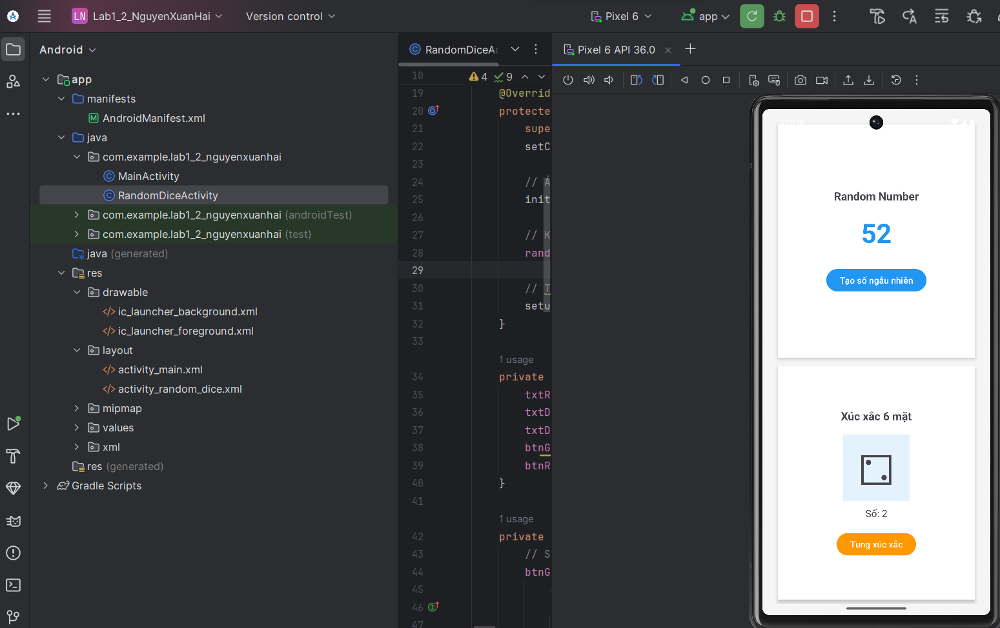 LN Lab1_2_NguyenXuanHai
Version control
Pixel 6
app
Android
app
manifests
AndroidManifest.xml
java
com.example.lab1_2_nguyenxuanhai
MainActivity
RandomDiceActivity
com.example.lab1_2_nguyenxuanhai (androidTest)
com.example.lab1_2_nguyenxuanhai (test)
java (generated)
res
drawable
ic_launcher_background.xml
ic_launcher_foreground.xml
layout
activity_main.xml
activity_random_dice.xml
mipmap
values
xml
res (generated)
Gradle Scripts
RandomDiceAc
10
4 9
19 @Overrid
20 protecte
21 supe
22 setC
23
24 // Á
25 init
26
27 // K
28 rand
29
30 // T
31 setu
32 }
33
1 usage
34 private
35 txtR
36 txtD
37 txtD
38 btnG
39 btnR
40 }
41
1 usage
42 private
43 // S
44 btnG
45
46
47
Pixel 6 API 36.0
Random Number
52
Tạo số ngẫu nhiên
Xúc xắc 6 mặt
Số: 2
Tung xúc xắc